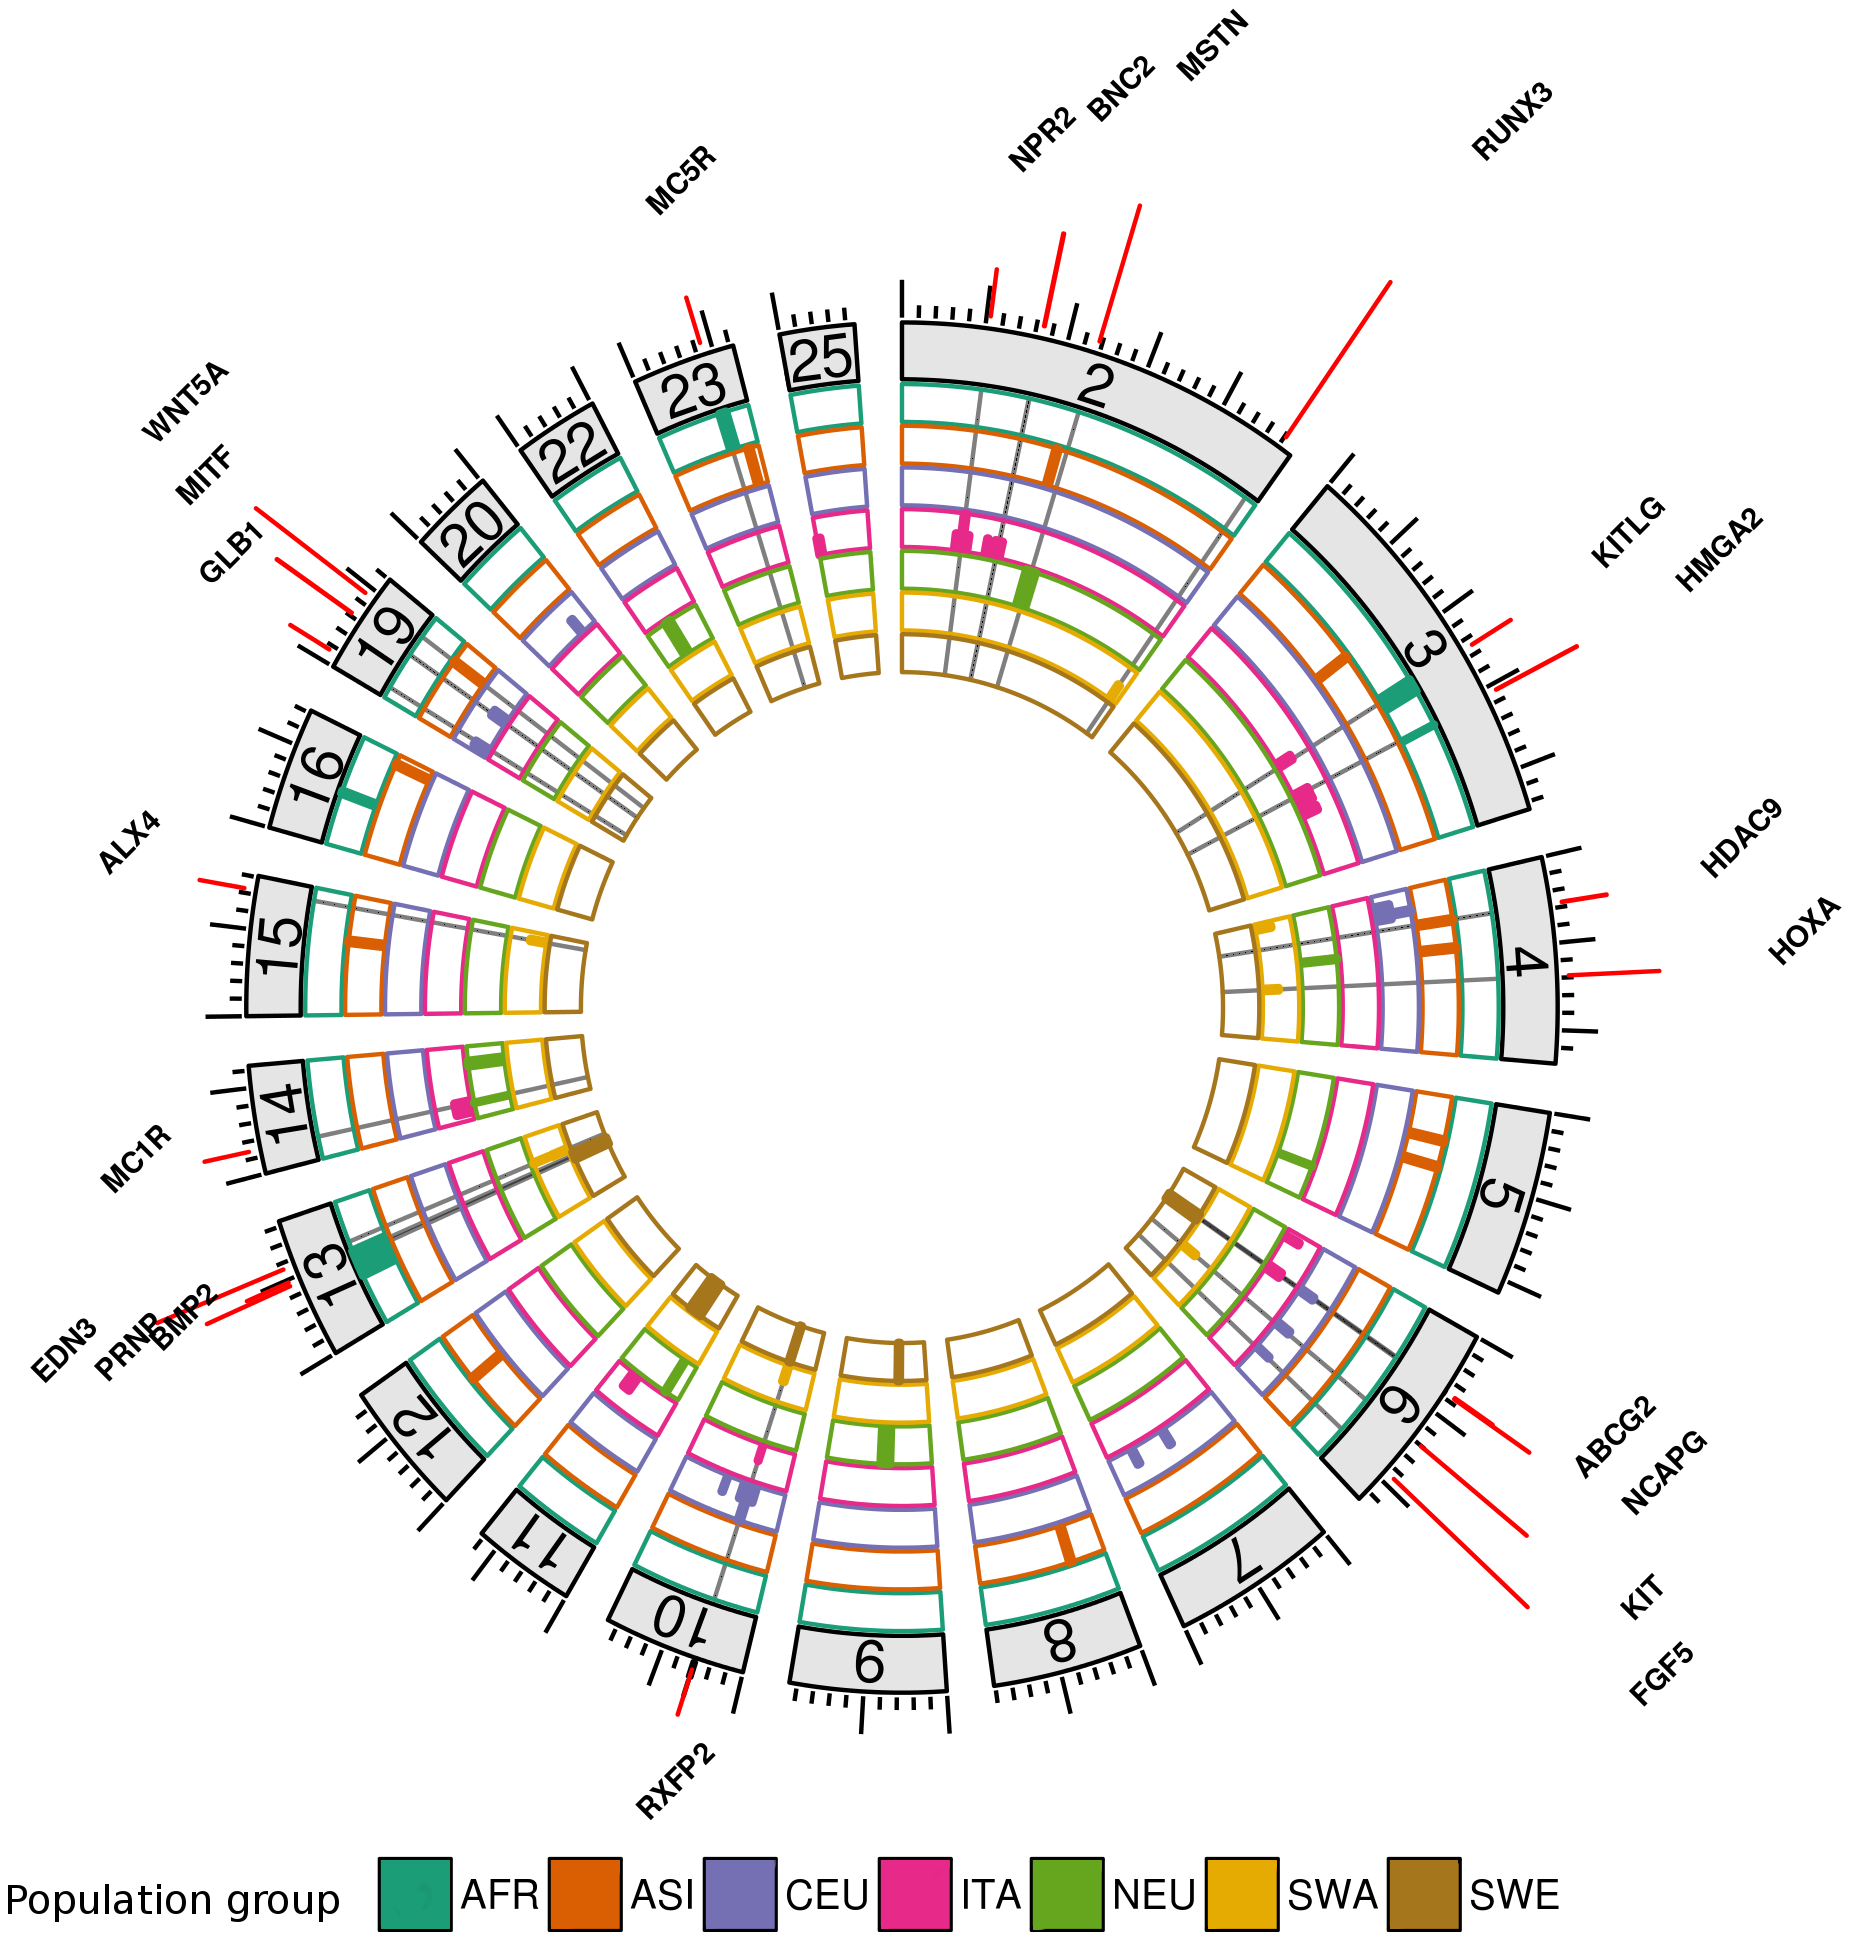 MSTN
BNC2
NPR2
RUNX3
MC5R
WNT5A
MITF
GLB1
KITLG
HMGA2
ALX4
HDAC9
HOXA
MC1R
EDN3
PRNP
BMP2
ABCG2
NCAPG
KIT
FGF5
RXFP2
2
3
4
5
6
7
8
9
10
11
12
13
14
15
16
19
20
22
23
25
Population group AFR ASI CEU ITA NEU SWA SWE